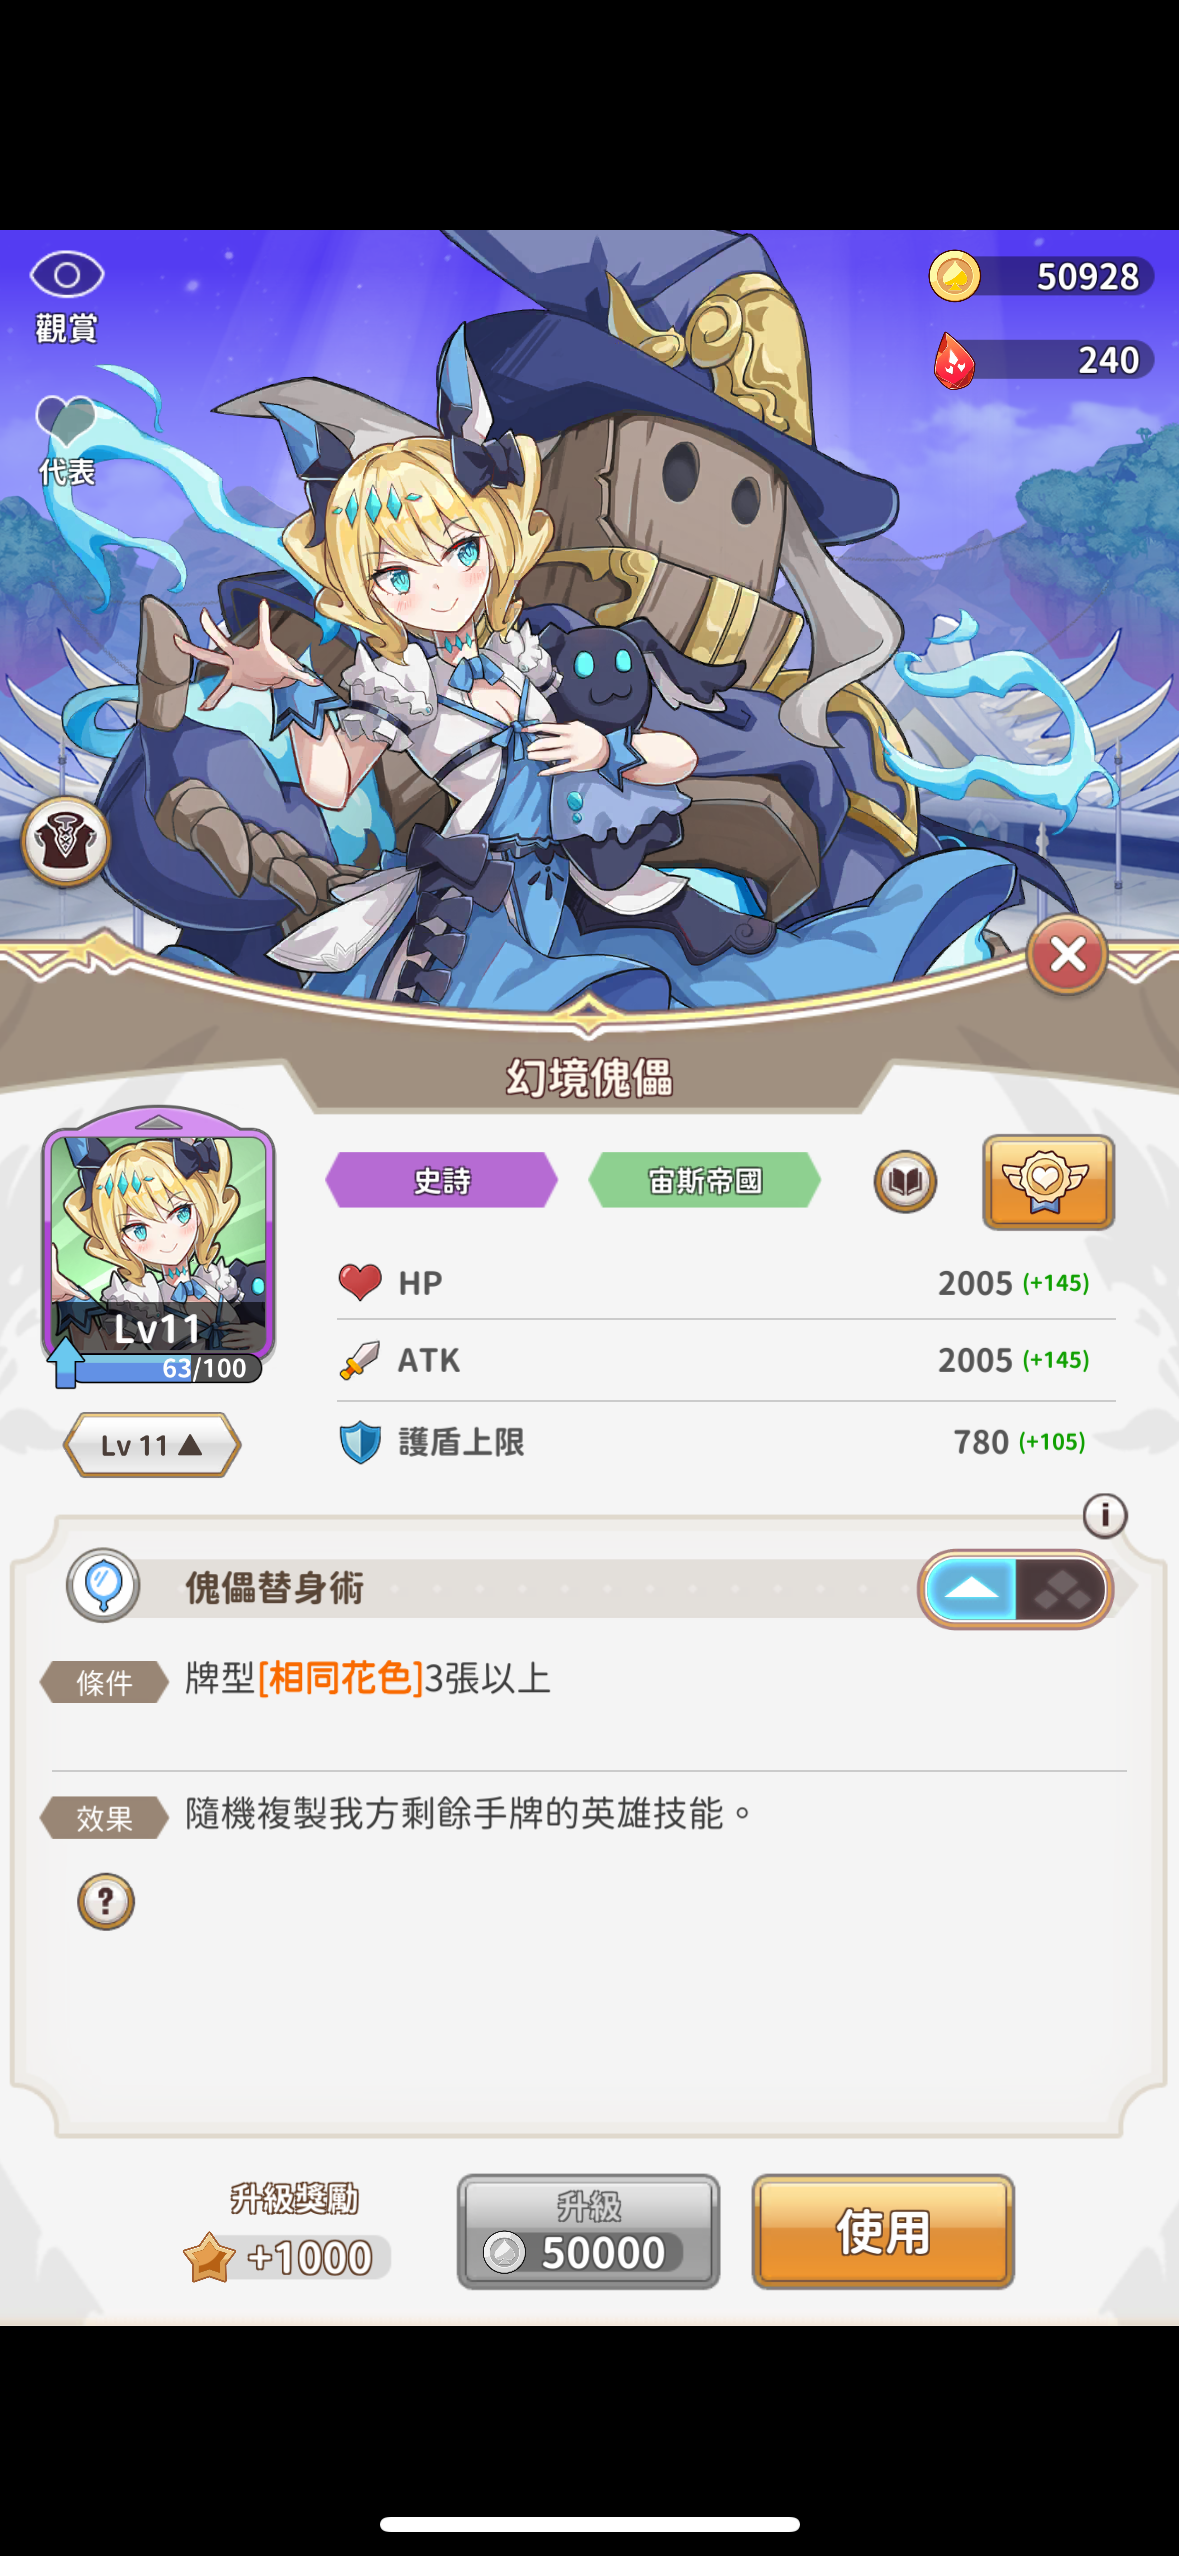 觀賞
50928
240
代表
幻境傀儡
史詩
宙斯帝國
Lv11
63/100
Lv 11 ▲
HP
2005 (+145)
ATK
2005 (+145)
護盾上限
780 (+105)
i
傀儡替身術
條件
牌型[相同花色]3張以上
效果
隨機複製我方剩餘手牌的英雄技能。
?
升級獎勵
+1000
升級
50000
使用